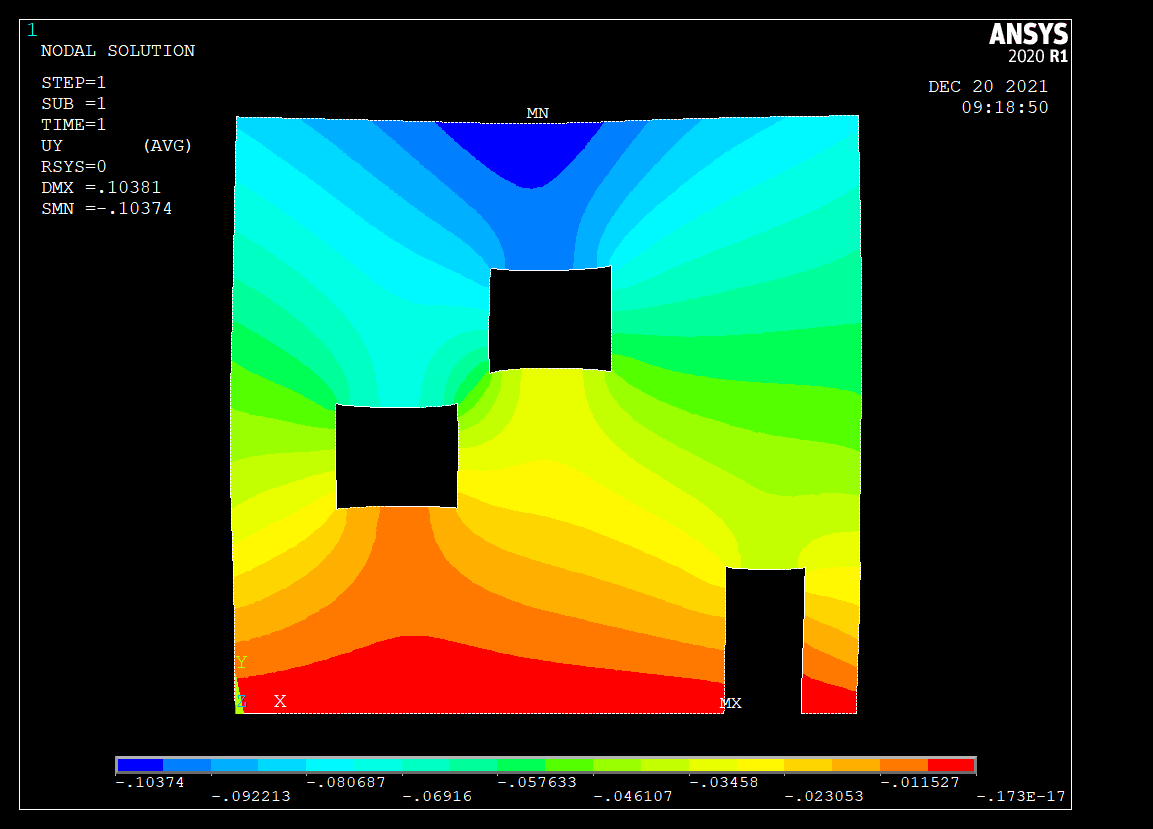 1
NODAL SOLUTION
STEP=1
SUB =1
TIME=1
UY (AVG)
RSYS=0
DMX =.10381
SMN =-.10374
ANSYS
2020 R1
DEC 20 2021
09:18:50
MN
Y
Z X
MX
-.10374 -.080687 -.057633 -.03458 -.011527
-.092213 -.06916 -.046107 -.023053 -.173E-17